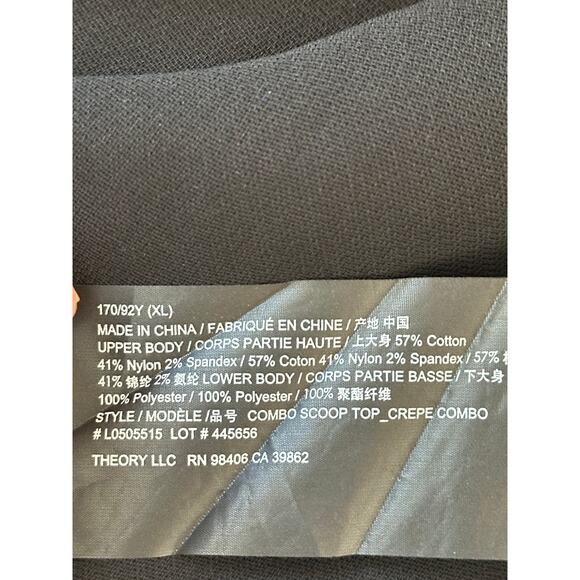 170/92Y (XL)
MADE IN CHINA / FABRIQUÉ EN CHINE / 产地 中国
UPPER BODY / CORPS PARTIE HAUTE / 上大身 57% Cotton
41% Nylon 2% Spandex / 57% Coton 41% Nylon 2% Spandex / 57%
41% 锦纶 2% 氨纶 LOWER BODY / CORPS PARTIE BASSE / 下大身
100% Polyester / 100% Polyester / 100% 聚酯纤维
STYLE / MODÈLE /品号 COMBO SCOOP TOP_CREPE COMBO
# L0505515 LOT # 445656
THEORY LLC RN 98406 CA 39862